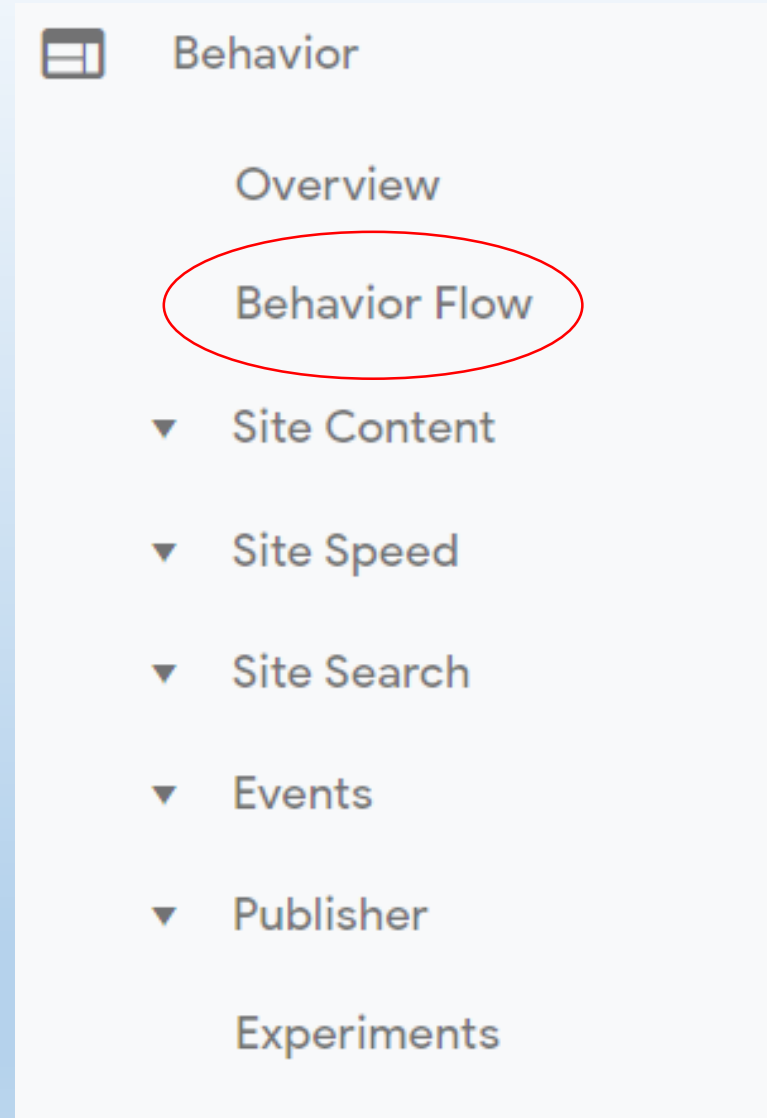 Behavior
Overview
Behavior Flow
Site Content
Site Speed
Site Search
Events
Publisher
Experiments